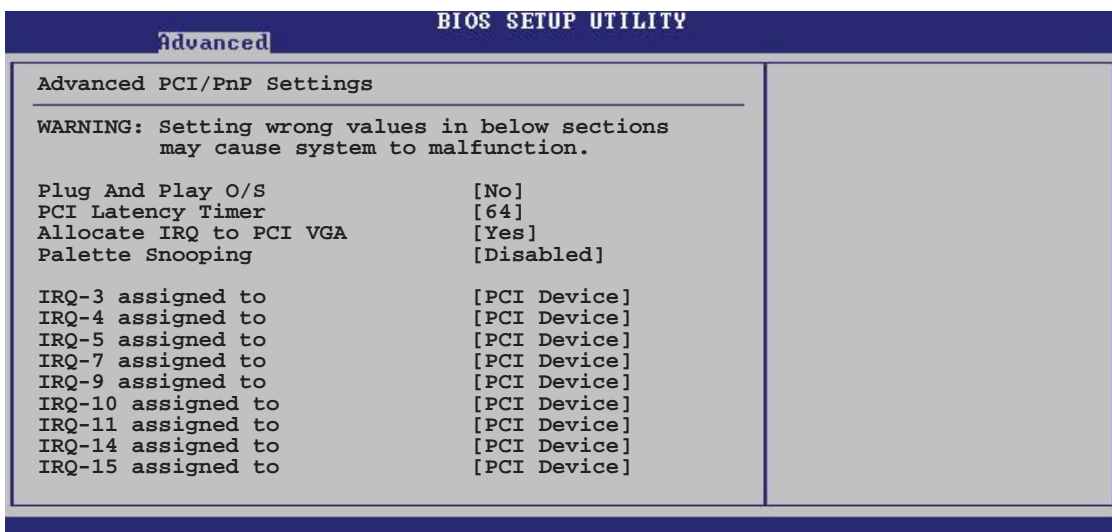 BIOS SETUP UTILITY
Advanced
Advanced PCI/PnP Settings
WARNING: Setting wrong values in below sections
may cause system to malfunction.
Plug And Play O/S [No]
PCI Latency Timer [64]
Allocate IRQ to PCI VGA [Yes]
Palette Snooping [Disabled]
IRQ-3 assigned to [PCI Device]
IRQ-4 assigned to [PCI Device]
IRQ-5 assigned to [PCI Device]
IRQ-7 assigned to [PCI Device]
IRQ-9 assigned to [PCI Device]
IRQ-10 assigned to [PCI Device]
IRQ-11 assigned to [PCI Device]
IRQ-14 assigned to [PCI Device]
IRQ-15 assigned to [PCI Device]